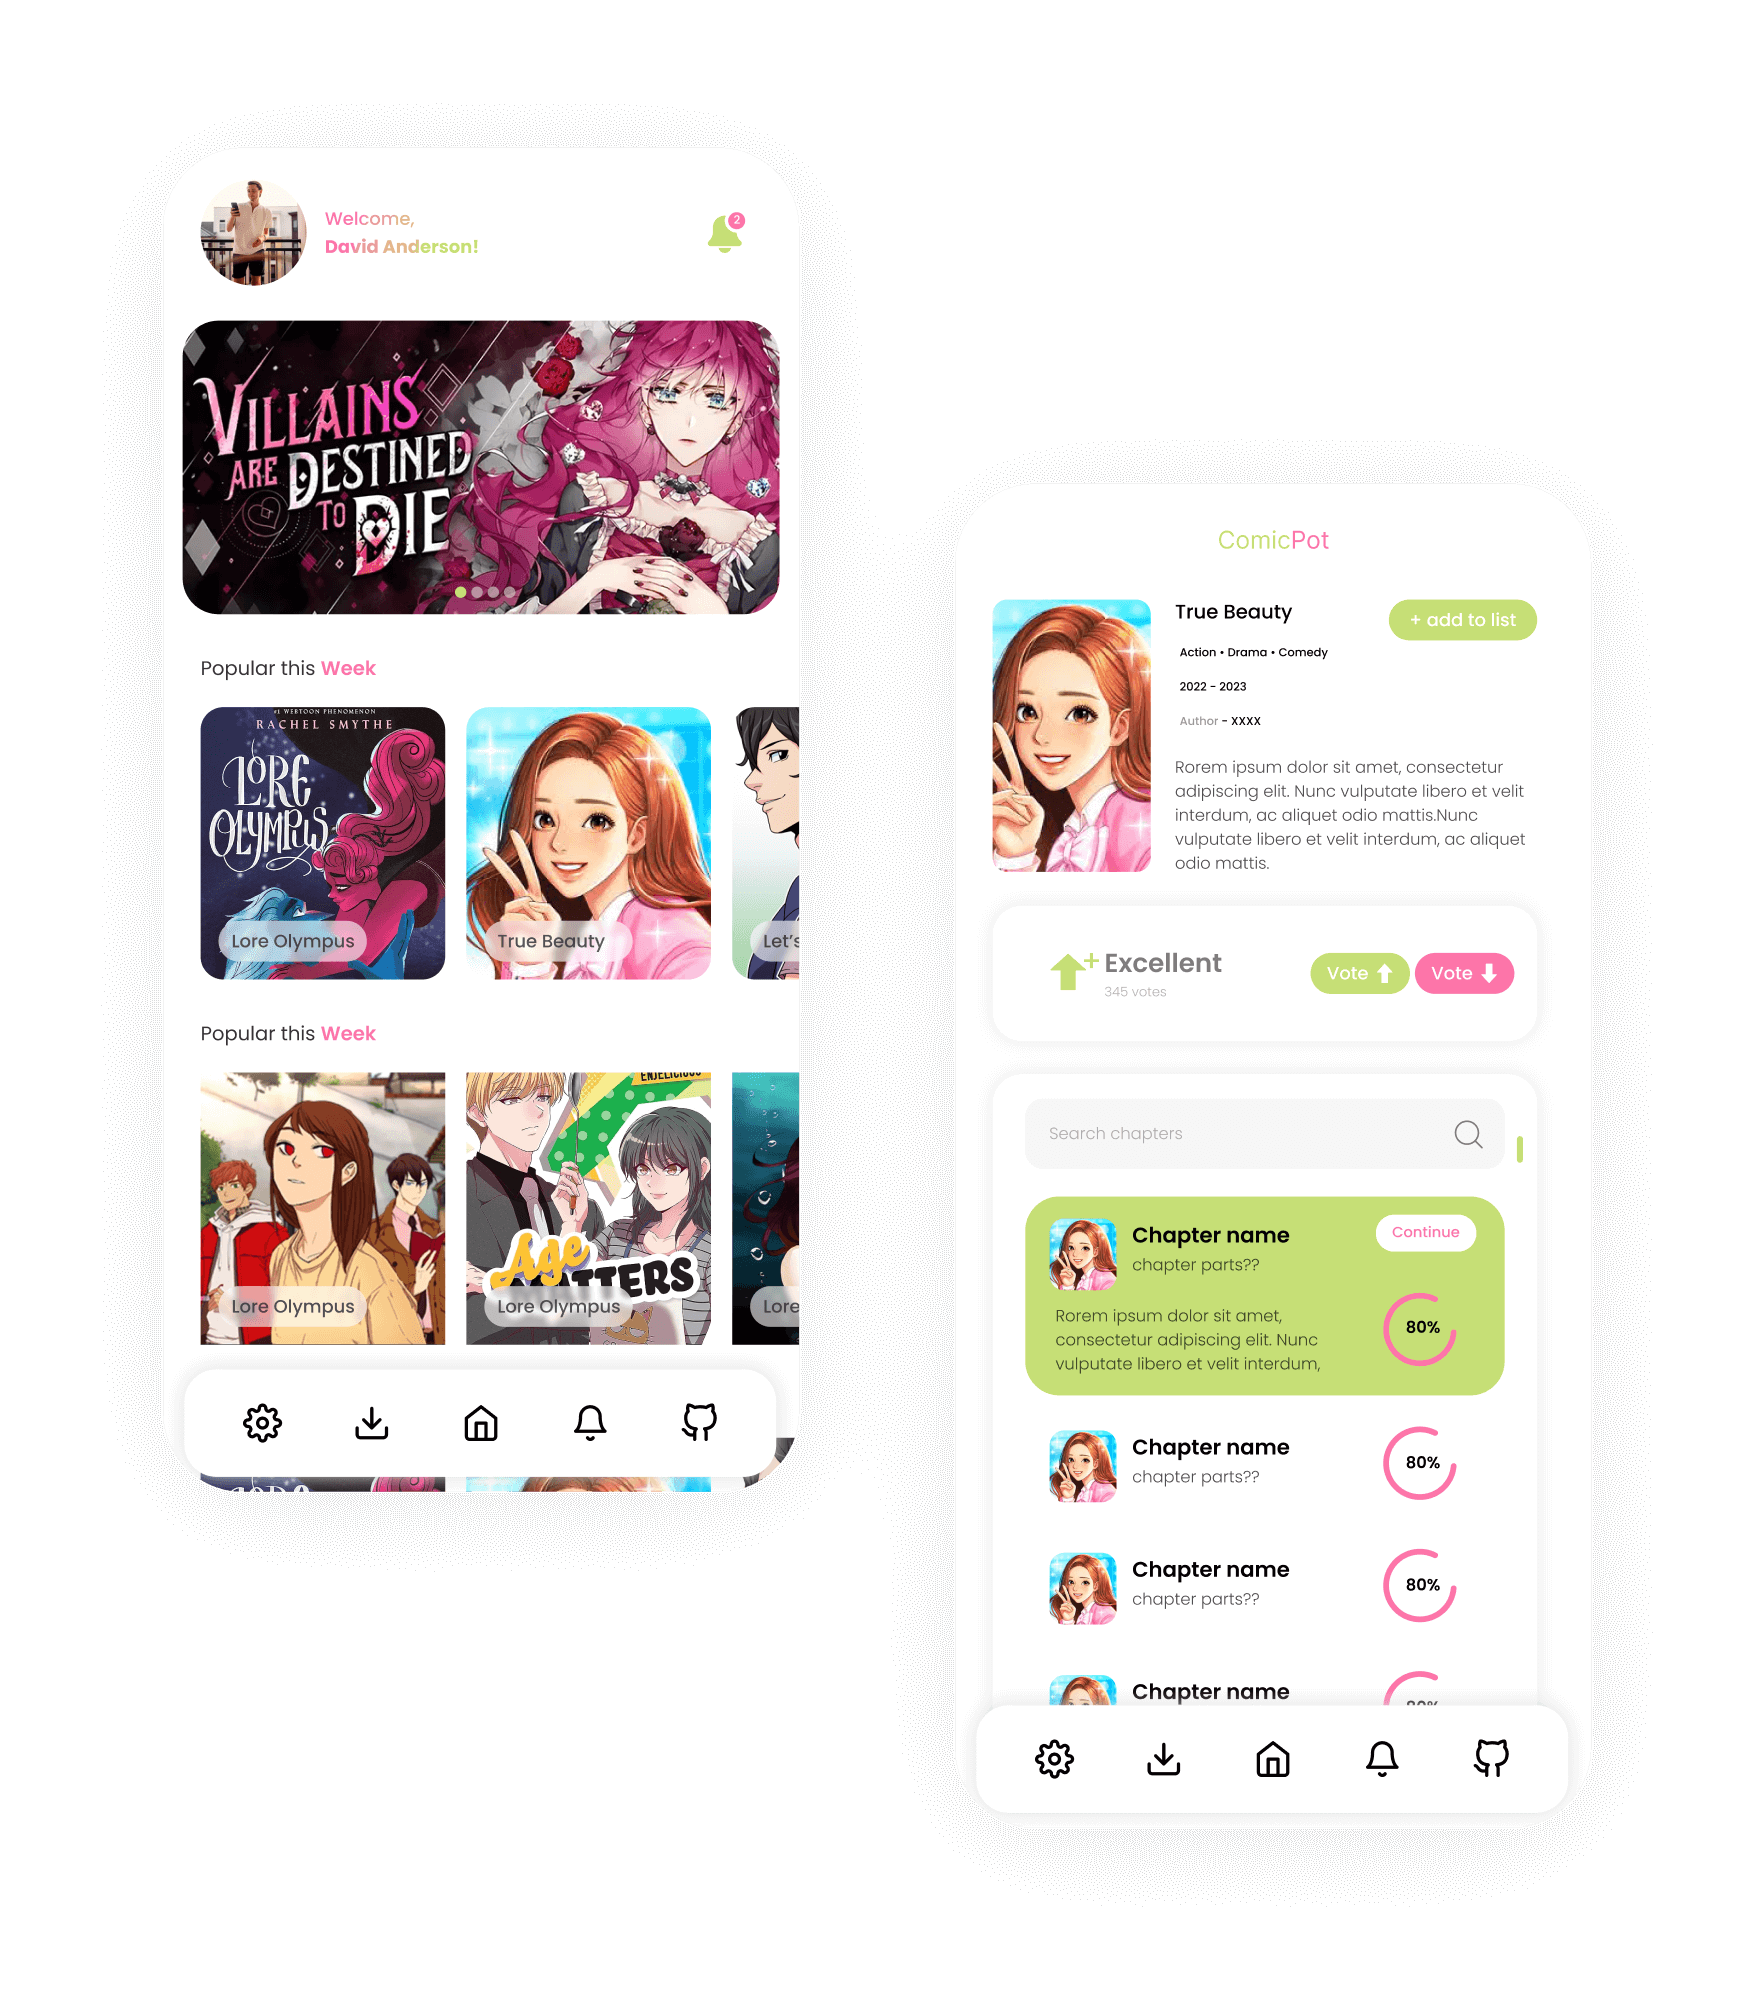 Welcome,
David Anderson!
2
VILLAINS
ARE DESTINED
TO DIE
Popular this Week
#1 WEBTOON PHENOMENON
RACHEL SMYTHE
LORE
OLYMPUS
Lore Olympus
True Beauty
Let's
Popular this Week
Lore Olympus
ENJELICIOUS
Age
MATTERS
Lore Olympus
Lore
ComicPot
True Beauty
+ add to list
Action • Drama • Comedy
2022 - 2023
Author - XXXX
Rorem ipsum dolor sit amet, consectetur
adipiscing elit. Nunc vulputate libero et velit
interdum, ac aliquet odio mattis.Nunc
vulputate libero et velit interdum, ac aliquet
odio mattis.
+ Excellent
345 votes
Vote
Vote
Search chapters
Chapter name
Continue
chapter parts??
Rorem ipsum dolor sit amet,
consectetur adipiscing elit. Nunc
vulputate libero et velit interdum,
80%
Chapter name
chapter parts??
80%
Chapter name
chapter parts??
80%
Chapter name
80%